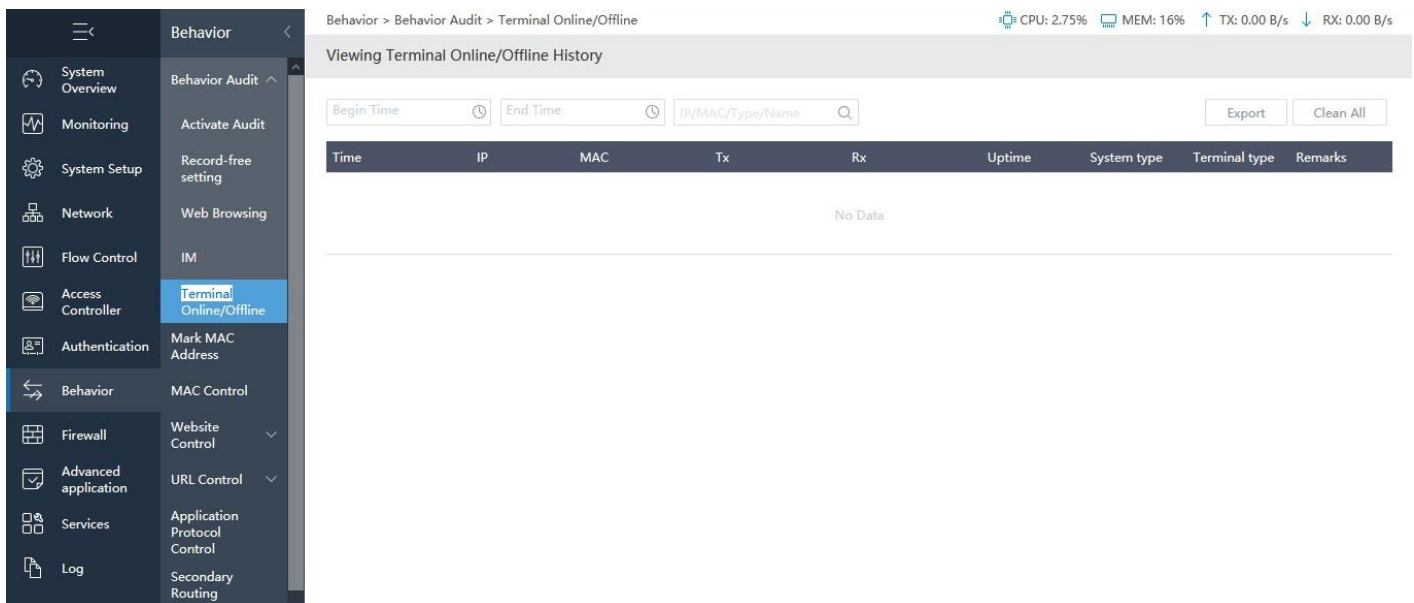 Behavior
Behavior > Behavior Audit > Terminal Online/Offline
CPU: 2.75%
MEM: 16%
TX: 0.00 B/s
RX: 0.00 B/s
System
Overview
Monitoring
System Setup
Network
Flow Control
Access
Controller
Authentication
Behavior
Firewall
Advanced
application
Services
Log
Behavior Audit
Activate Audit
Record-free
setting
Web Browsing
IM
Terminal
Online/Offline
Mark MAC
Address
MAC Control
Website
Control
URL Control
Application
Protocol
Control
Secondary
Routing
Viewing Terminal Online/Offline History
Begin Time
End Time
IP/MAC/Type/Name
Export
Clean All
Time IP MAC Tx Rx Uptime System type Terminal type Remarks
No Data